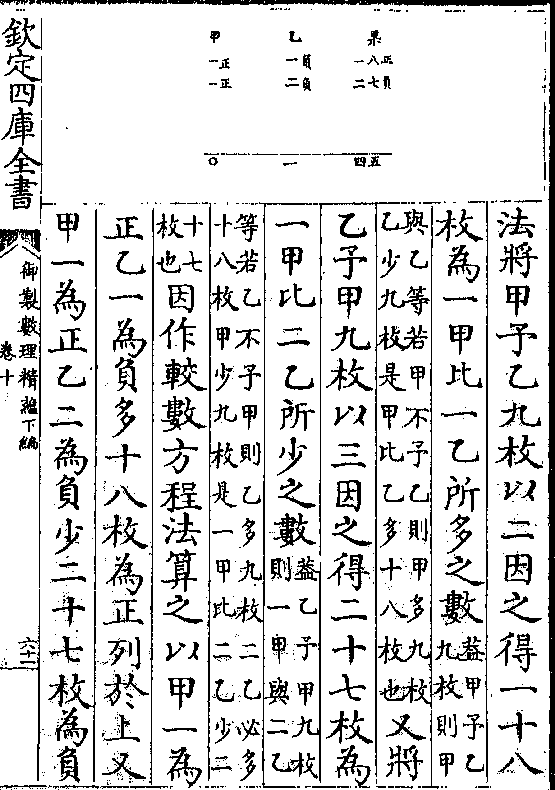 果 乙 甲
一八正 一負 一正
二七負 二負 一正
四五 一 〇
法將甲予乙九枚以二因之得一十八
枚為一甲比一乙所多之數
葢甲子乙
九枚則甲
與乙等若甲不子乙則甲多九枚
乙少九枚是甲比乙多十八枚也
又將
乙子甲九枚以三因之得二十七枚為
一甲比二乙所少之數
葢乙子甲九枚
則一甲與二乙
等若乙不子甲則乙多九枚二乙必多
十八枚甲少九枚是一甲比二乙少二
十七
枚也
因作較數方程法算之以甲一為
正乙一為負多十八枚為正列於上又
甲一為正乙二為負少二十七枚為負
欽定四庫全書
御製數理精蘊下編
卷十